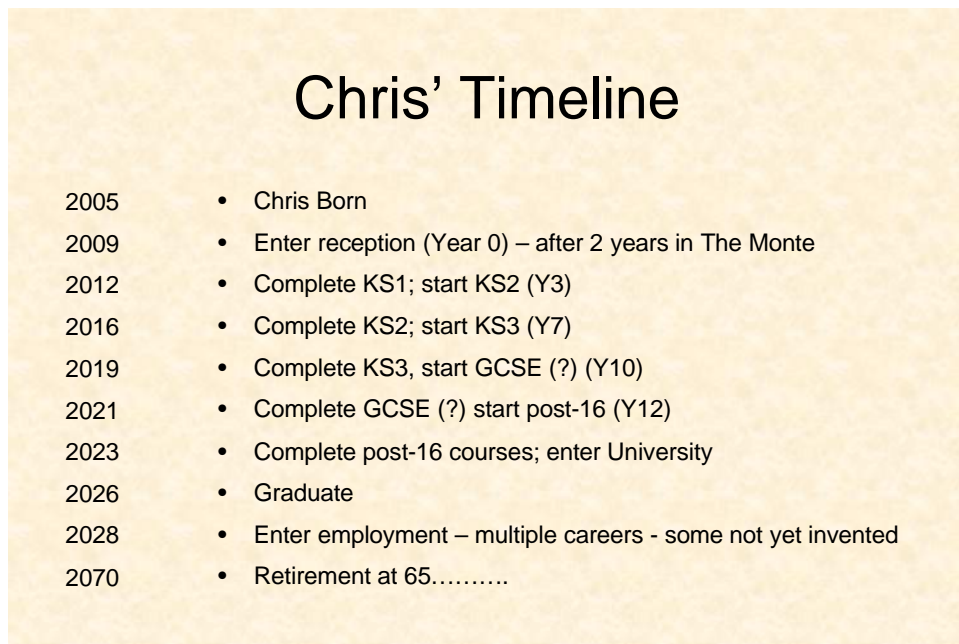 Chris’ Timeline
2005 • Chris Born
2009 • Enter reception (Year 0) – after 2 years in The Monte
2012 • Complete KS1; start KS2 (Y3)
2016 • Complete KS2; start KS3 (Y7)
2019 • Complete KS3, start GCSE (?) (Y10)
2021 • Complete GCSE (?) start post-16 (Y12)
2023 • Complete post-16 courses; enter University
2026 • Graduate
2028 • Enter employment – multiple careers - some not yet invented
2070 • Retirement at 65……….